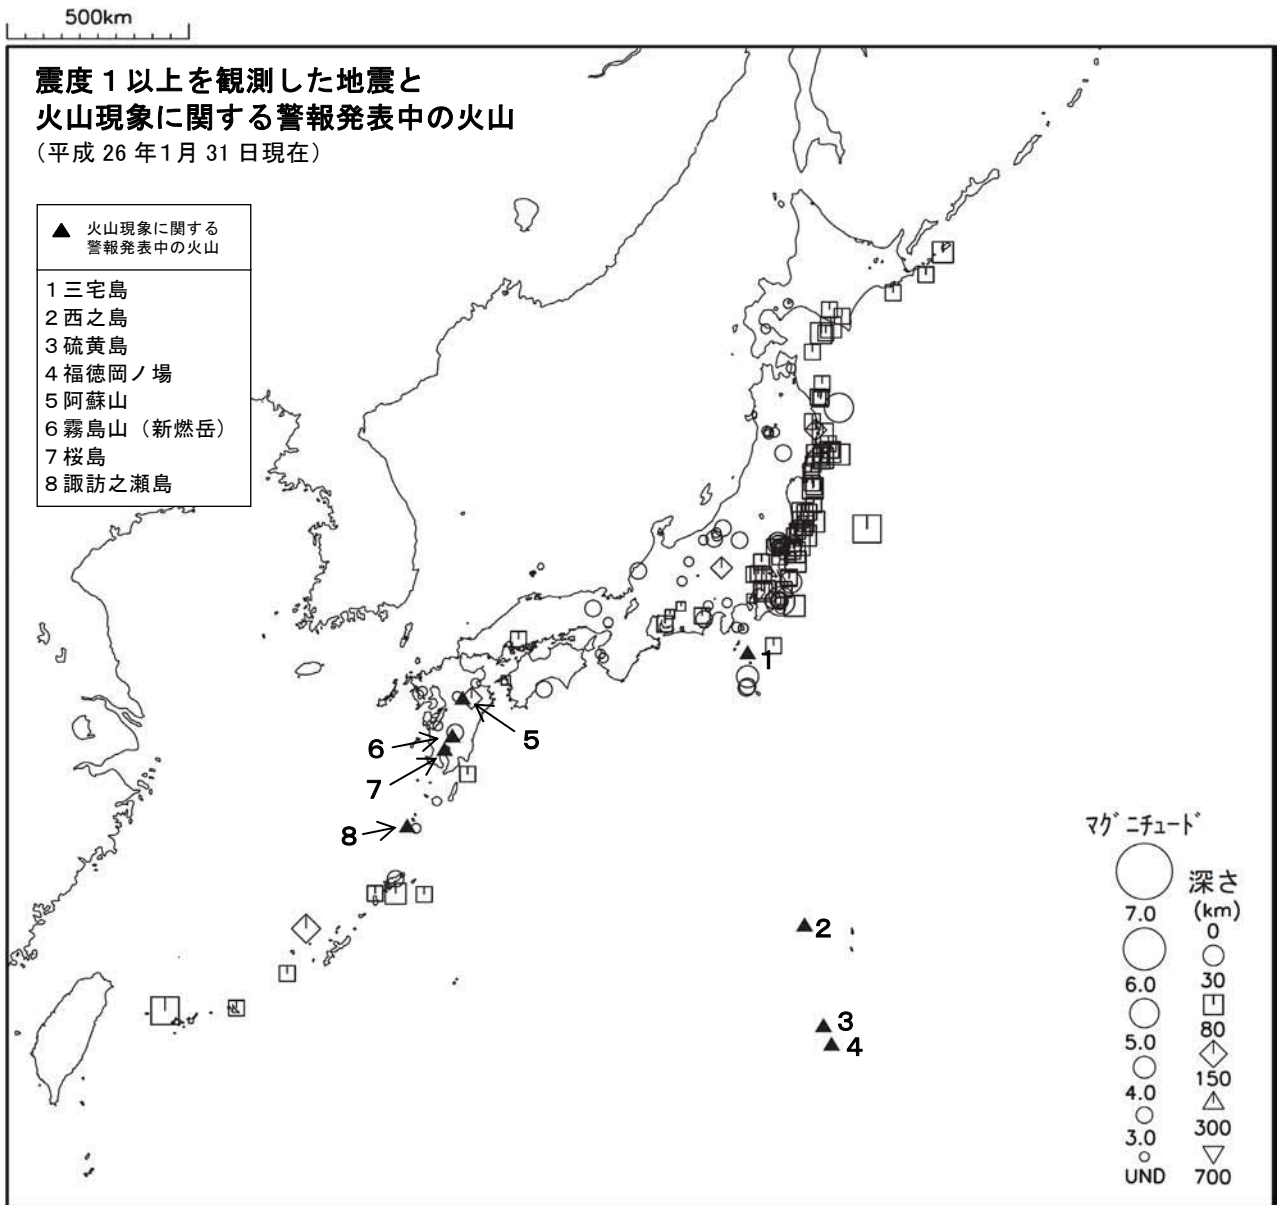 500km
震度１以上を観測した地震と
火山現象に関する警報発表中の火山
（平成 26 年1月 31 日現在）
▲ 火山現象に関する
警報発表中の火山
1 三宅島
2 西之島
3 硫黄島
4 福徳岡ノ場
5 阿蘇山
6 霧島山（新燃岳）
7 桜島
8 諏訪之瀬島
1
5
6
7
8
2
3
4
マグニチュード
7.0
6.0
5.0
4.0
3.0
UND
深さ
(km)
0
30
80
150
300
700